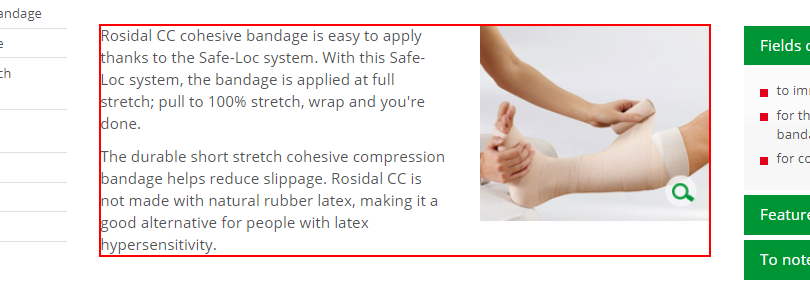 andage
e
ch
Rosidal CC cohesive bandage is easy to apply
thanks to the Safe-Loc system. With this Safe-
Loc system, the bandage is applied at full
stretch; pull to 100% stretch, wrap and you're
done.
The durable short stretch cohesive compression
bandage helps reduce slippage. Rosidal CC is
not made with natural rubber latex, making it a
good alternative for people with latex
hypersensitivity.
Fields
to im
for th
band
for co
Feature
To note